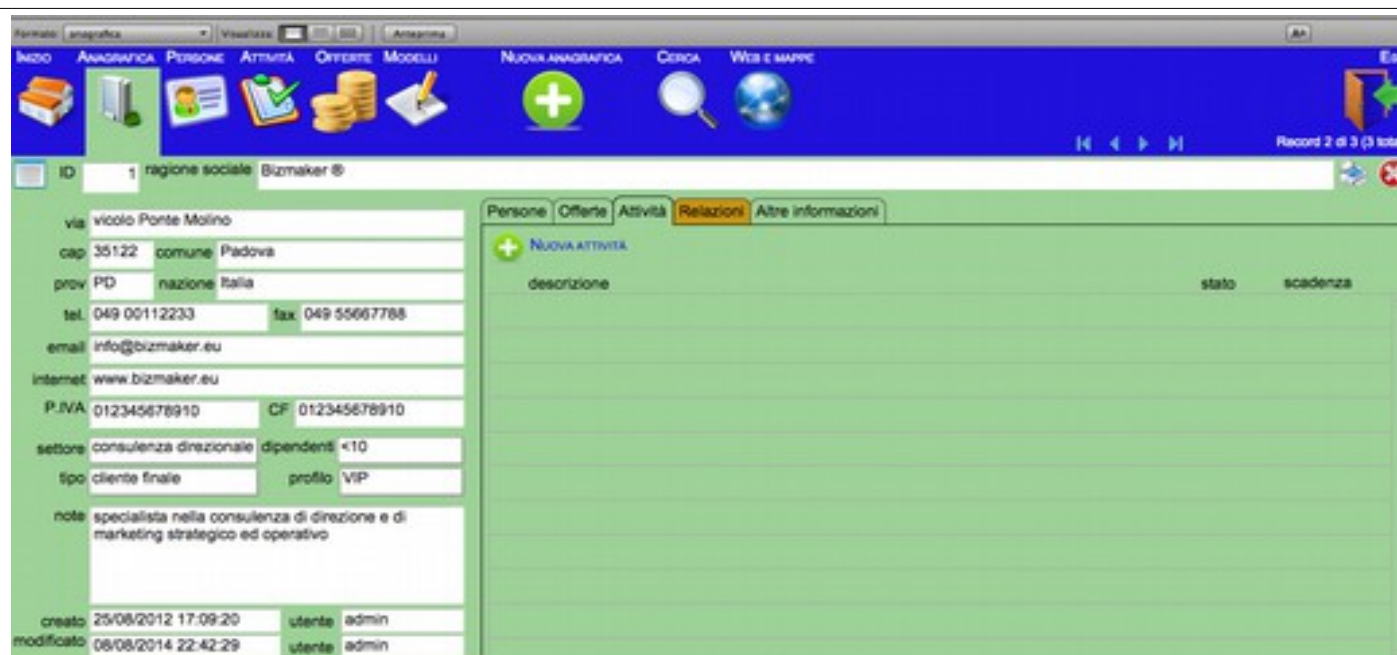 Formato: anagrafica Visualizza: Anteprima
INIZIO ANAGRAFICA PERSONE ATTIVITÀ OFFERTE MODELLI NUOVA ANAGRAFICA CERCA WEB E MAPPE
Record 2 di 3 (3
ID 1 ragione sociale Bizmaker ®
Persone Offerte Attività Relazioni Altre informazioni
via vicolo Ponte Molino
NUOVA ATTIVITÀ
cap 35122 comune Padova
prov PD nazione Italia
descrizione stato scadenza
tel. 049 00112233 fax 049 55667788
email info@bizmaker.eu
internet www.bizmaker.eu
P.IVA 012345678910 CF 012345678910
settore consulenza direzionale dipendenti <10
tipo cliente finale profilo VIP
note specialista nella consulenza di direzione e di
marketing strategico ed operativo
creato 25/08/2012 17:09:20 utente admin
modificato 08/08/2014 22:42:29 utente admin